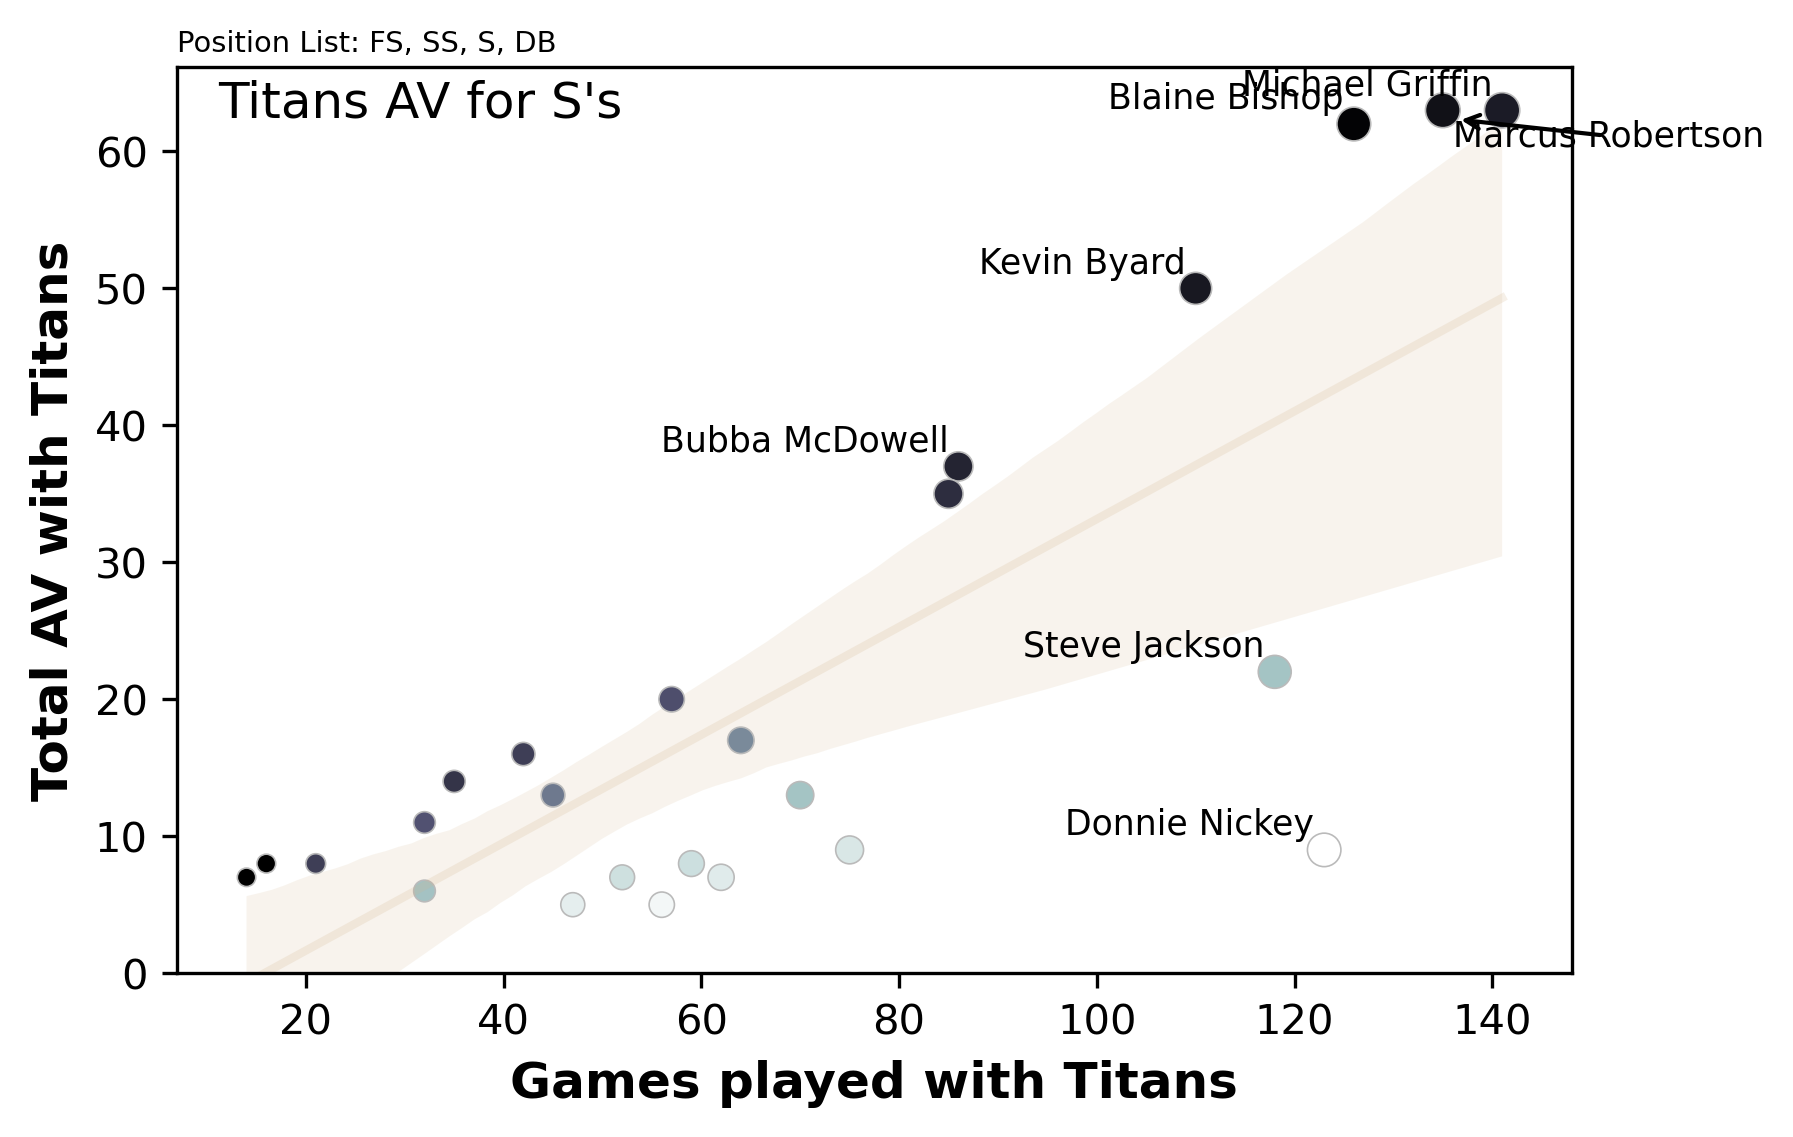 Position List: FS, SS, S, DB
Titans AV for S's
Michael Griffin
Blaine Bishop
Marcus Robertson
Kevin Byard
Bubba McDowell
Steve Jackson
Donnie Nickey
Total AV with Titans
60
50
40
30
20
10
0
20 40 60 80 100 120 140
Games played with Titans